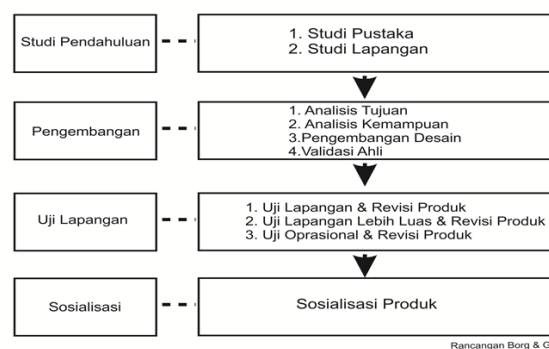 Studi Pendahuluan
1. Studi Pustaka
2. Studi Lapangan
Pengembangan
1. Analisis Tujuan
2. Analisis Kemampuan
3.Pengembangan Desain
4.Validasi Ahli
Uji Lapangan
1. Uji Lapangan & Revisi Produk
2. Uji Lapangan Lebih Luas & Revisi Produk
3. Uji Oprasional & Revisi Produk
Sosialisasi
Sosialisasi Produk
Rancangan Borg & G